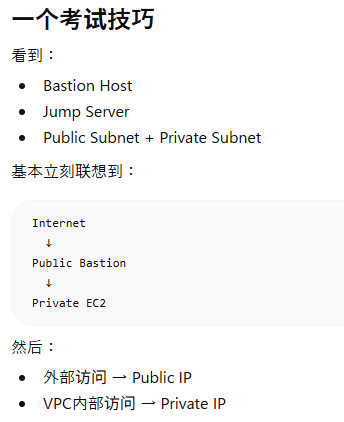 一个考试技巧
看到：
• Bastion Host
• Jump Server
• Public Subnet + Private Subnet
基本立刻联想到：
Internet
↓
Public Bastion
↓
Private EC2
然后：
• 外部访问 → Public IP
• VPC内部访问 → Private IP